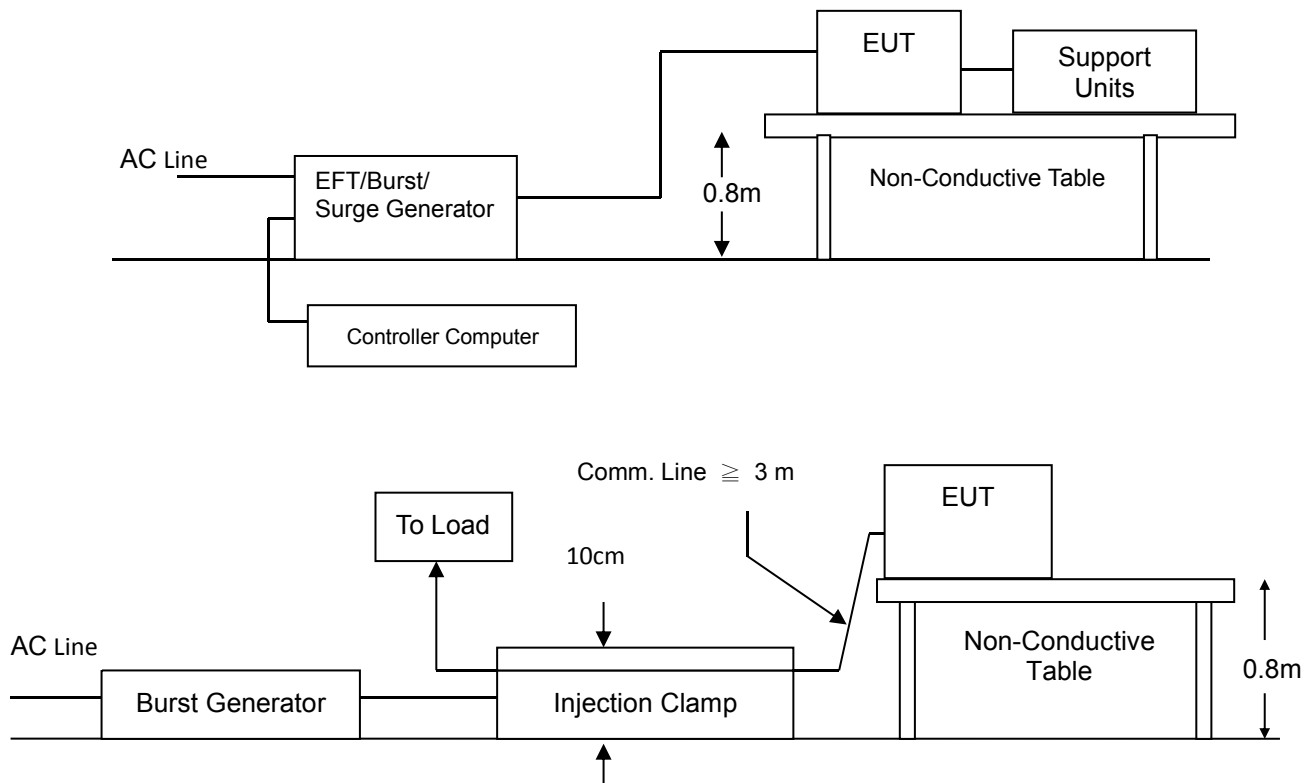 EUT
Support
Units
AC Line
EFT/Burst/
Surge Generator
0.8m
Non-Conductive Table
Controller Computer
Comm. Line ≧ 3 m
EUT
To Load
10cm
AC Line
Non-Conductive
Table
0.8m
Burst Generator
Injection Clamp